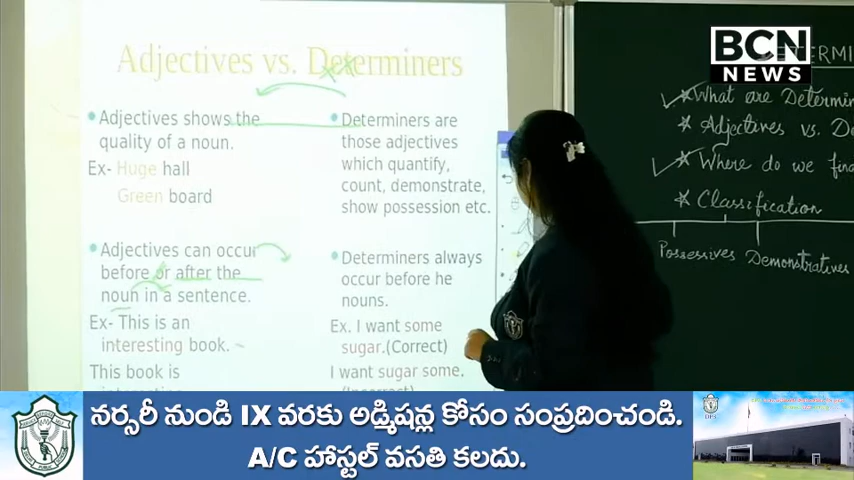 BCN
NEWS
Adjectives vs. Determiners
Adjectives shows the
quality of a noun.
Ex- Huge hall
Green board
Adjectives can occur
before or after the
noun in a sentence.
Ex- This is an
interesting book.
This book is
Determiners are
those adjectives
which quantify,
count, demonstrate,
show possession etc.
Determiners always
occur before he
nouns.
Ex. I want some
sugar.(Correct)
I want sugar some.
(Incorrect)
What are
Adjectives vs.
Where do we
Classification
Possessives
నర్సరీ నుండి IX వరకు అడ్మిషన్ల కోసం సంప్రదించండి.
A/C హాస్టల్ వసతి కలదు.